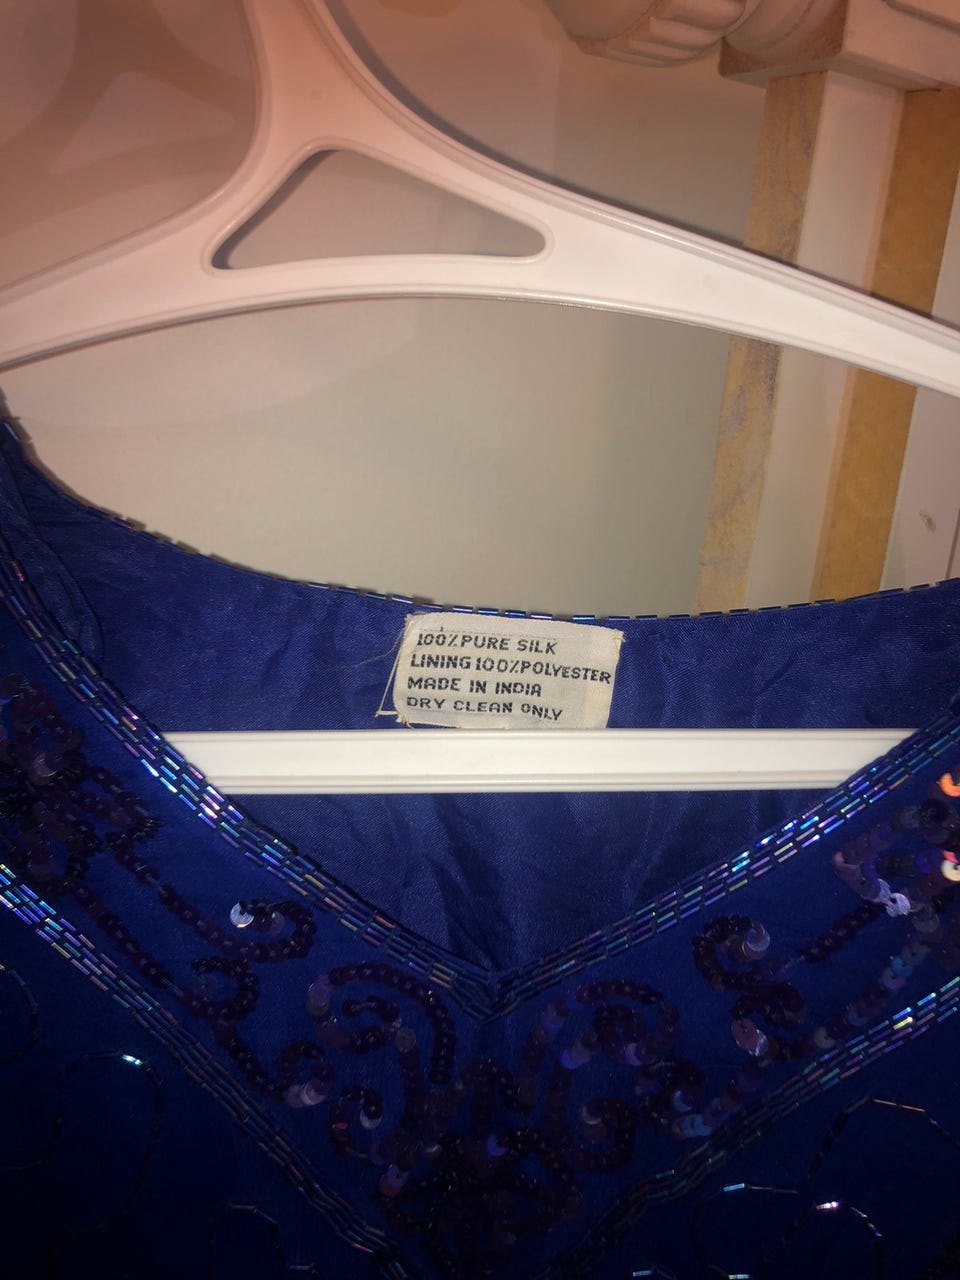 100% PURE SILK
LINING 100% POLYESTER
MADE IN INDIA
DRY CLEAN ONLY